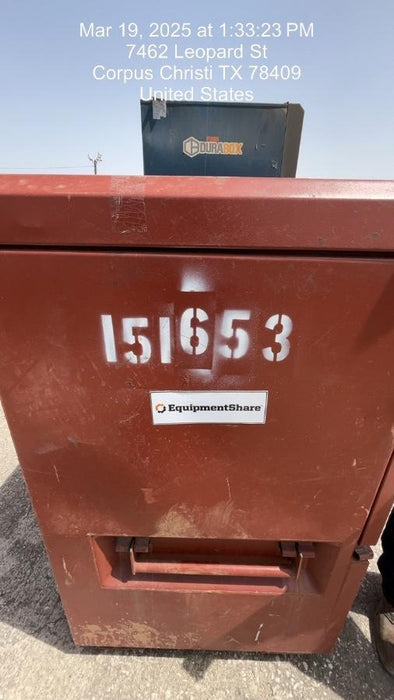 Mar 19, 2025 at 1:33:23 PM
7462 Leopard St
Corpus Christi TX 78409
United States
DURABOX
151653
EquipmentShare